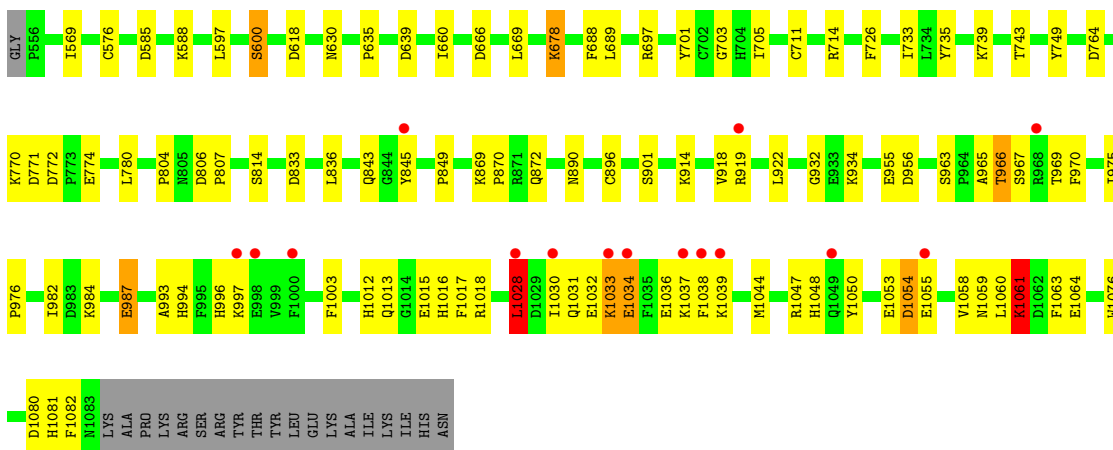 GLY P556 I569 C576 D585 K588 L597 S600 D618 N630 P635 D639 I660 D666 L669 K678 F688 L689 R697 Y701 C702 G703 H704 I705 C711 R714 F726 I733 L734 Y735 K739 T743 Y749 D764
K770 D771 D772 P773 E774 L780 P804 N805 D806 P807 S814 D833 L836 Q843 G844 Y845 P849 K869 P870 R871 Q872 N890 C896 S901 K914 V918 R919 L922 G932 E933 K934 E955 D956 S963 P964 A965 T966 S967 R968 T969 F970 I975
P976 I982 D983 K984 E987 A993 H994 F995 H996 K997 E998 V999 F1000 F1003 H1012 Q1013 G1014 E1015 H1016 F1017 R1018 L1028 D1029 I1030 Q1031 E1032 K1033 E1034 F1035 E1036 K1037 F1038 K1039 M1044 R1047 H1048 Q1049 Y1050 E1053 D1054 E1055 V1058 N1059 L1060 K1061 D1062 F1063 E1064 W1076
D1080 H1081 F1082 N1083 LYS ALA PRO LYS ARG SER ARG TYR THR TYR LEU GLU LYS ALA ILE LYS ILE HIS ASN